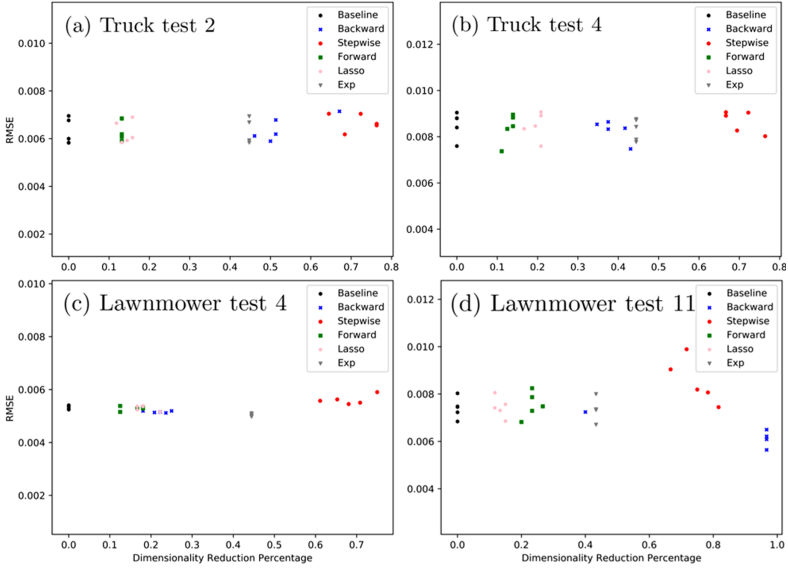 (a) Truck test 2
Baseline
Backward
Stepwise
Forward
Lasso
Exp
0.010
0.008
0.006
0.004
0.002
RMSE
0.0 0.1 0.2 0.3 0.4 0.5 0.6 0.7 0.8
(b) Truck test 4
Baseline
Backward
Stepwise
Forward
Lasso
Exp
0.012
0.010
0.008
0.006
0.004
0.0 0.1 0.2 0.3 0.4 0.5 0.6 0.7 0.8
(c) Lawnmower test 4
Baseline
Backward
Stepwise
Forward
Lasso
Exp
0.010
0.008
0.006
0.004
0.002
RMSE
0.0 0.1 0.2 0.3 0.4 0.5 0.6 0.7
Dimensionality Reduction Percentage
(d) Lawnmower test 11
Baseline
Backward
Stepwise
Forward
Lasso
Exp
0.012
0.010
0.008
0.006
0.004
0.0 0.2 0.4 0.6 0.8 1.0
Dimensionality Reduction Percentage